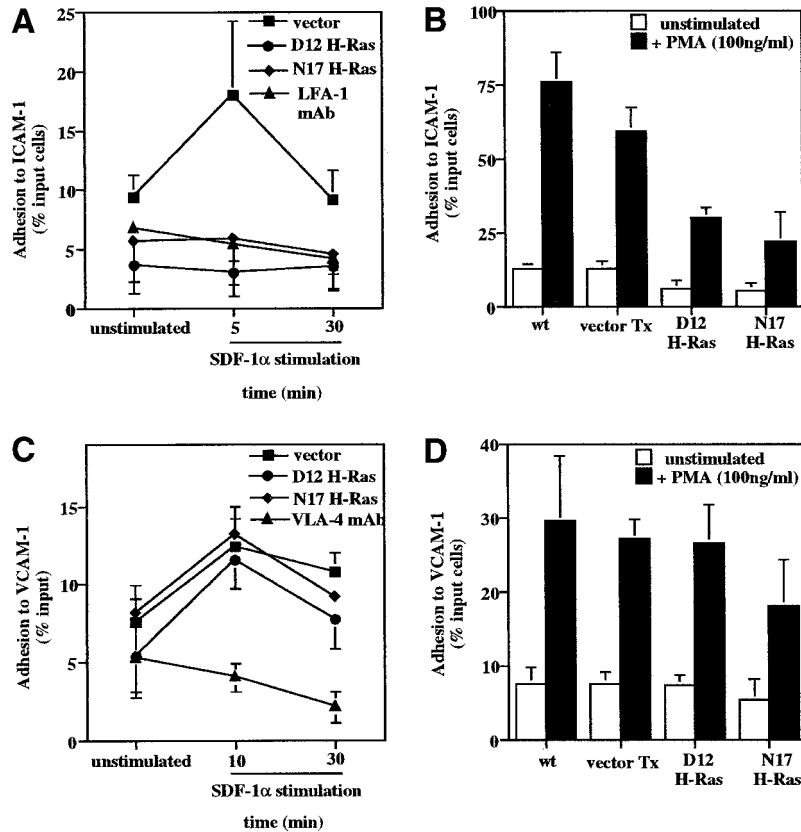 A
vector
D12 H-Ras
N17 H-Ras
LFA-1
mAb
Adhesion to ICAM-1
(% input cells)
25
20
15
10
5
0
unstimulated
5
30
SDF-1α stimulation
time (min)
B
unstimulated
+ PMA (100ng/ml)
Adhesion to ICAM-1
(% input cells)
100
75
50
25
0
wt
vector Tx
D12
H-Ras
N17
H-Ras
C
vector
D12 H-Ras
N17 H-Ras
VLA-4 mAb
Adhesion to VCAM-1
(% input)
15
10
5
0
unstimulated
10
30
SDF-1α stimulation
time (min)
D
unstimulated
+ PMA (100ng/ml)
Adhesion to VCAM-1
(% input cells)
40
30
20
10
0
wt
vector Tx
D12
H-Ras
N17
H-Ras